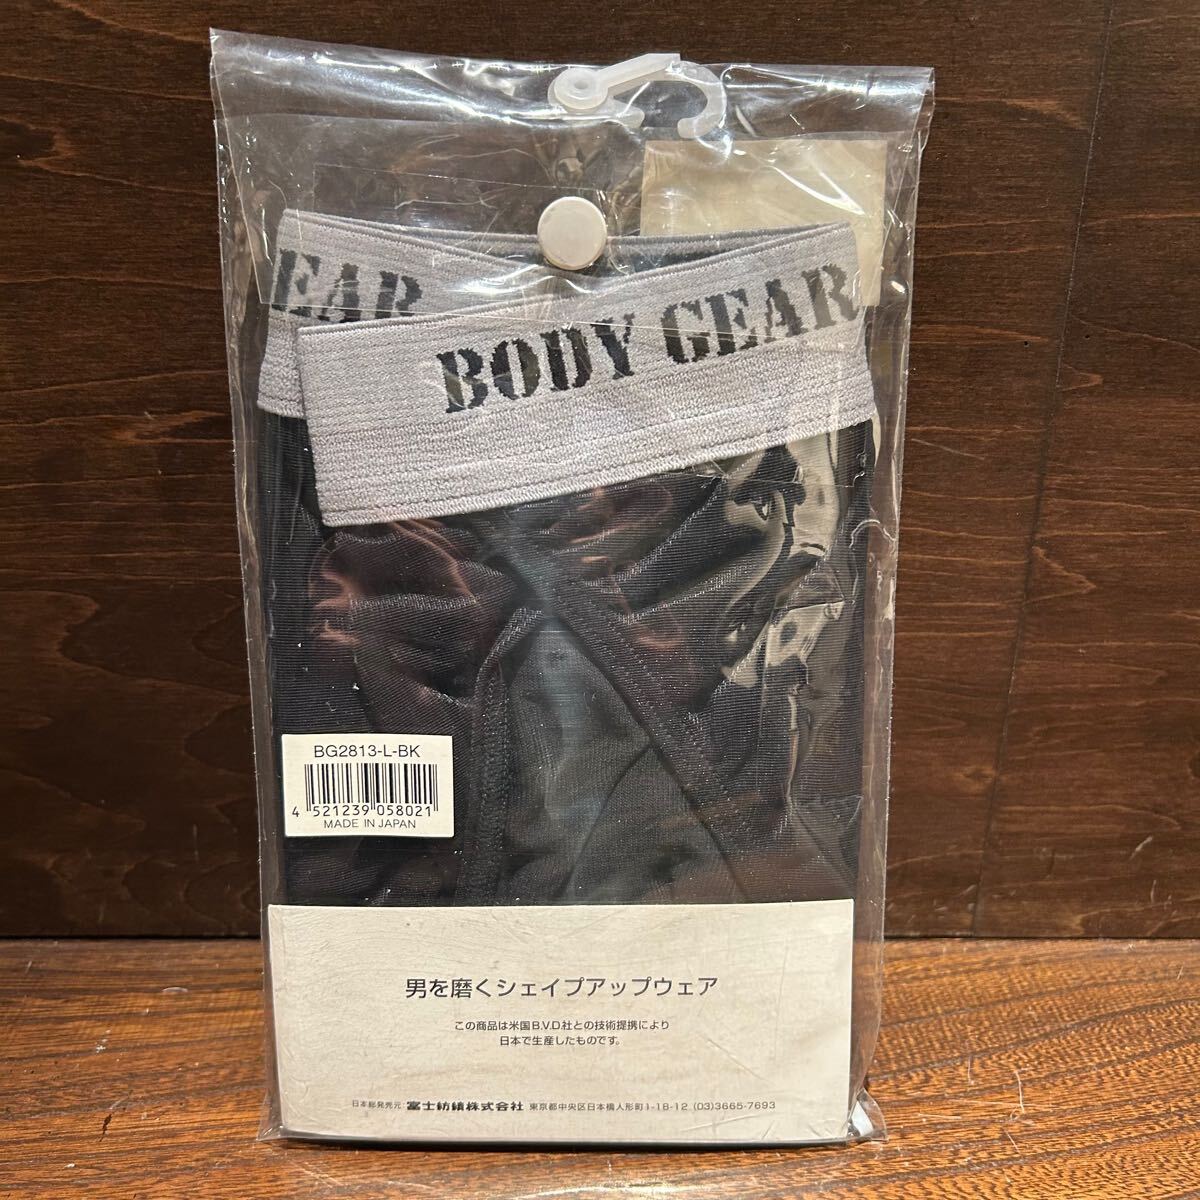 EAR
BODY GEAR
BG2813-L-BK
4 521239 058021
MADE IN JAPAN
男を磨くシェイプアップウェア
この商品は米国B.V.D.社との技術提携により
日本で生産したものです。
日本総発売元:富士紡績株式会社 東京都中央区日本橋人形町1-18-12 (03)3665-7693